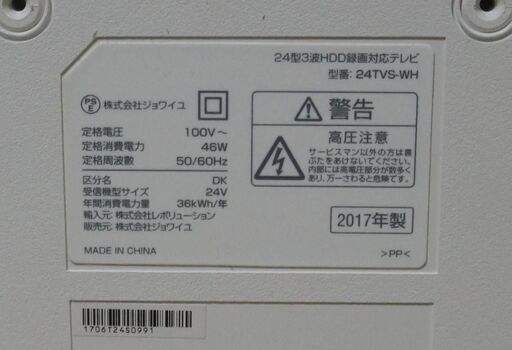 24型3波HDD録画対応テレビ
型番: 24TVS-WH
PS
E
株式会社ジョワイユ
定格電圧 100V～
定格消費電力 46W
定格周波数 50/60Hz
区分名 DK
受信機型サイズ 24V
年間消費電力量 36kWh/年
輸入元: 株式会社レボリューション
販売元: 株式会社ジョワイユ
MADE IN CHINA
警告
高圧注意
サービスマン以外の方は裏
ぶたをあけないでください。
内部には高電圧部分が数多く
あり、万一さわると危険です。
2017年製
>PP<
1706T24S0991